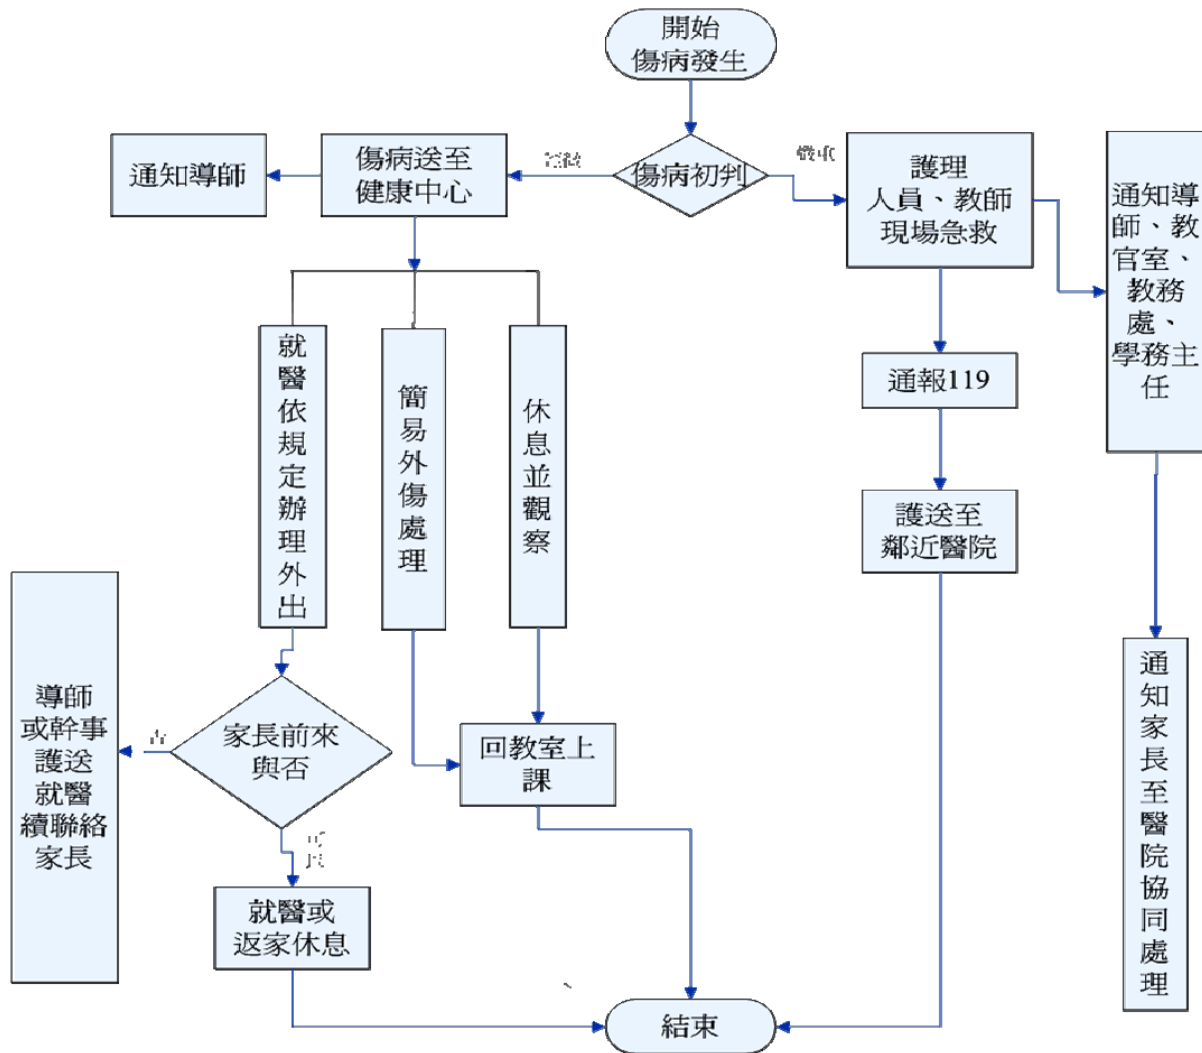 開始
傷病發生
通知導師
傷病送至
健康中心
傷病初判
嚴重
護理
人員、教師
現場急救
通知導
師、教
官室、
教務
處、
學務主
任
就醫依規定辦理外出
簡易外傷處理
休息並觀察
通報119
護送至
鄰近醫院
導師
或幹事
護送
就醫
續聯絡
家長
否
家長前來
與否
回教室上
課
通知家長至醫院協同處理
就醫或
返家休息
結束